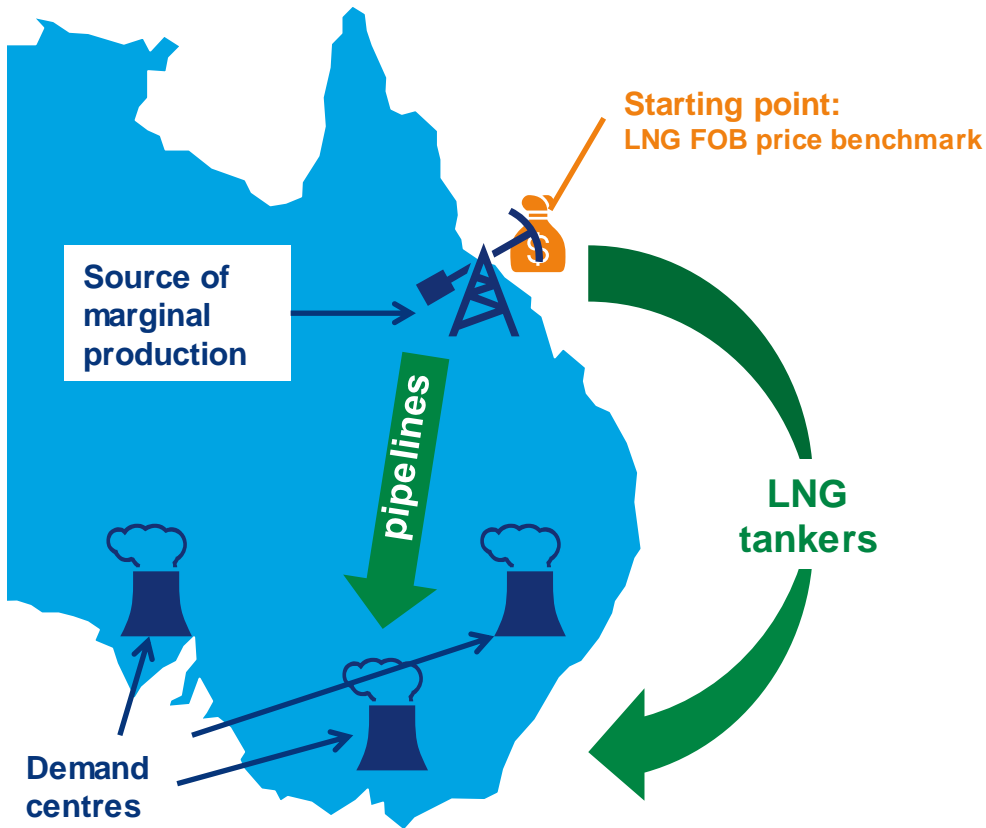 Starting point:
LNG FOB price benchmark
$
Source of
marginal
production
pipelines
LNG
tankers
Demand
centres